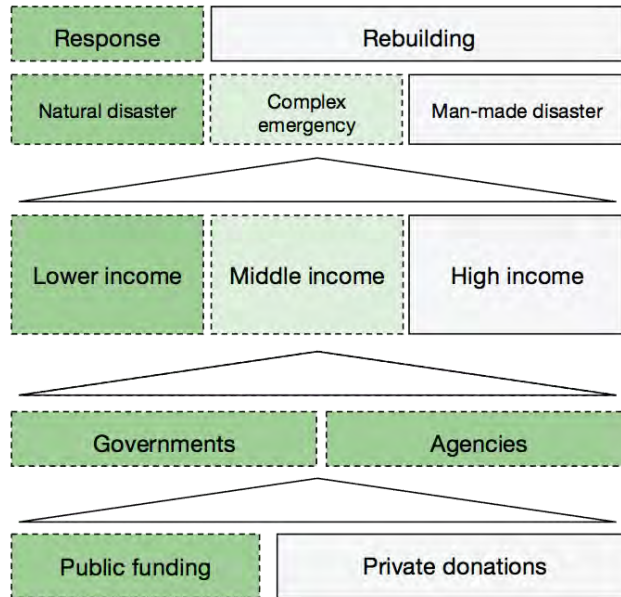 Response
Rebuilding
Natural disaster
Complex
emergency
Man-made disaster
Lower income
Middle income
High income
Governments
Agencies
Public funding
Private donations